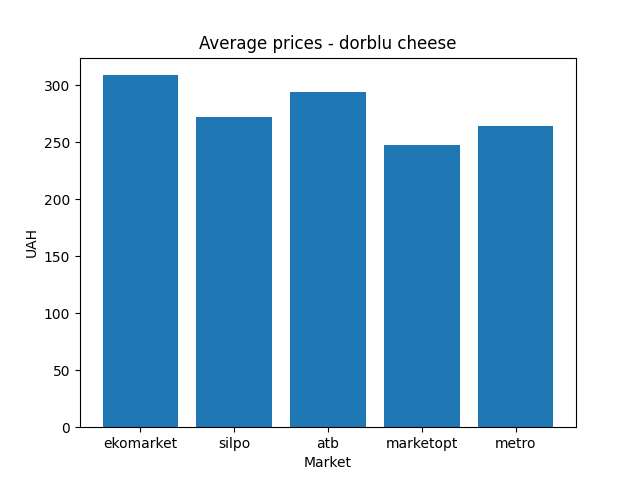 Average prices - dorblu cheese
300
250
200
150
100
50
0
UAH
ekomarket silpo atb marketopt metro
Market